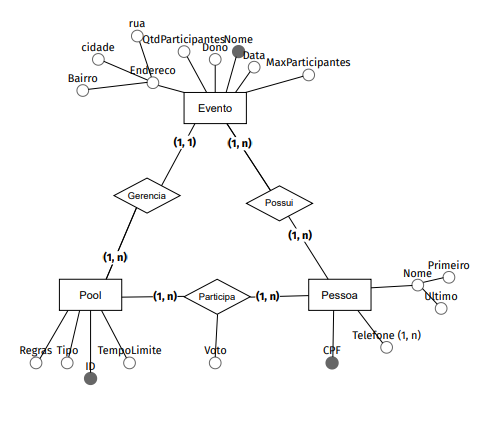 rua
QtdParticipantes
Nome
Dono
cidade
Data
MaxParticipantes
Endereco
Bairro
Evento
(1, 1)
(1, n)
Gerencia
Possui
(1, n)
(1, n)
Primeiro
Nome
Pool
(1, n)
Participa
(1, n)
Pessoa
Ultimo
Telefone (1, n)
Regras
Tipo
TempoLimite
Voto
CPF
ID